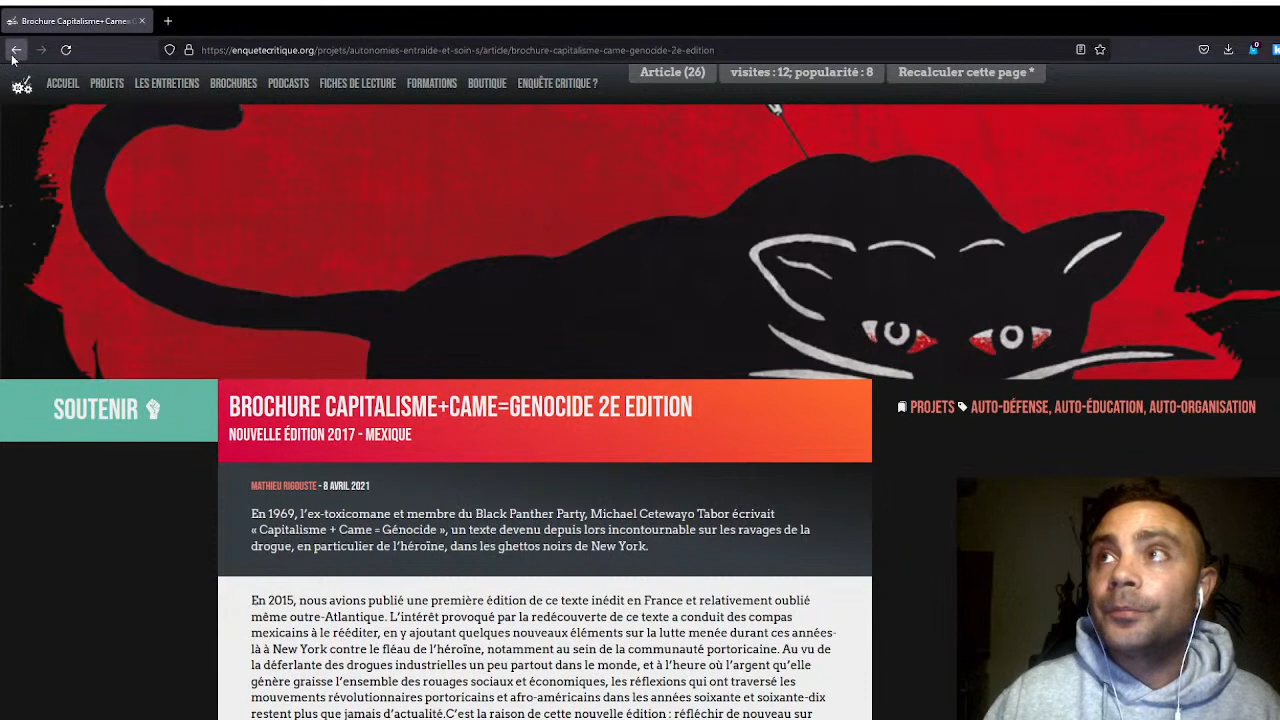 Brochure Capitalisme+Came=G
https://enquetecritique.org/projets/autonomies-entraide-et-soin-s/article/brochure-capitalisme-came-genocide-2e-edition
Article (26)
visites : 12; popularité : 8
Recalculer cette page *
ACCUEIL PROJETS LES ENTRETIENS BROCHURES PODCASTS FICHES DE LECTURE FORMATIONS BOUTIQUE ENQUÊTE CRITIQUE ?
SOUTENIR
BROCHURE CAPITALISME+CAME=GENOCIDE 2E EDITION
NOUVELLE ÉDITION 2017 - MEXIQUE
PROJETS AUTO-DÉFENSE, AUTO-ÉDUCATION, AUTO-ORGANISATION
MATHIEU RIGOUSTE - 8 AVRIL 2021
En 1969, l’ex-toxicomane et membre du Black Panther Party, Michael Cetewayo Tabor écrivait
« Capitalisme + Came = Génocide », un texte devenu depuis lors incontournable sur les ravages de la
drogue, en particulier de l’héroïne, dans les ghettos noirs de New York.
En 2015, nous avions publié une première édition de ce texte inédit en France et relativement oublié
même outre-Atlantique. L’intérêt provoqué par la redécouverte de ce texte a conduit des compas
mexicains à le rééditer, en y ajoutant quelques nouveaux éléments sur la lutte menée durant ces années-
là à New York contre le fléau de l’héroïne, notamment au sein de la communauté portoricaine. Au vu de
la déferlante des drogues industrielles un peu partout dans le monde, et à l’heure où l’argent qu’elle
génère graisse l’ensemble des rouages sociaux et économiques, les réflexions qui ont traversé les
mouvements révolutionnaires portoricains et afro-américains dans les années soixante et soixante-dix
restent plus que jamais d’actualité.C’est la raison de cette nouvelle édition : réfléchir de nouveau sur